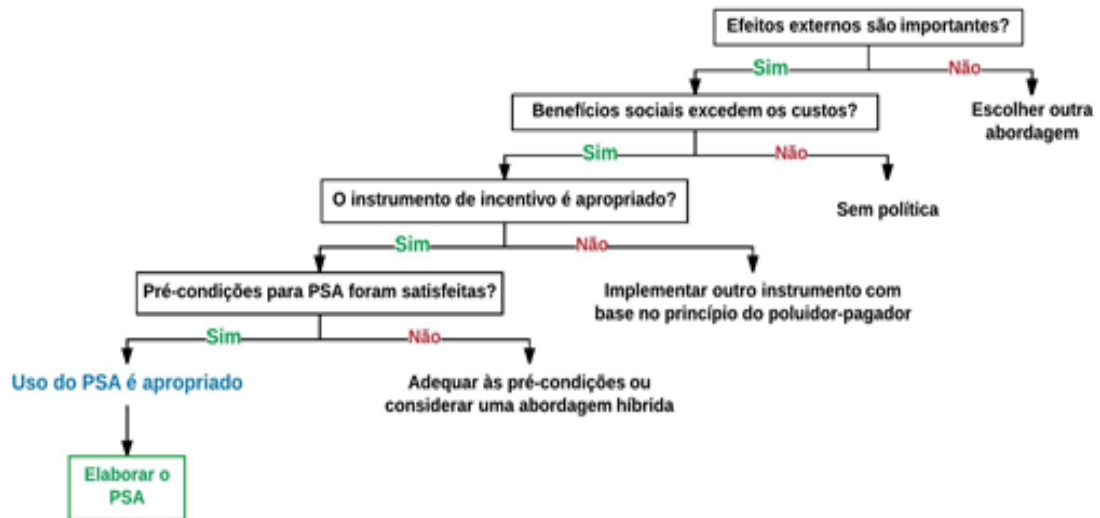 Efeitos externos são importantes?
Sim
Não
Benefícios sociais excedem os custos?
Escolher outra
abordagem
Sim
Não
O instrumento de incentivo é apropriado?
Sem política
Sim
Não
Pré-condições para PSA foram satisfeitas?
Implementar outro instrumento com
base no princípio do poluidor-pagador
Sim
Não
Uso do PSA é apropriado
Adequar às pré-condições ou
considerar uma abordagem híbrida
Elaborar o
PSA